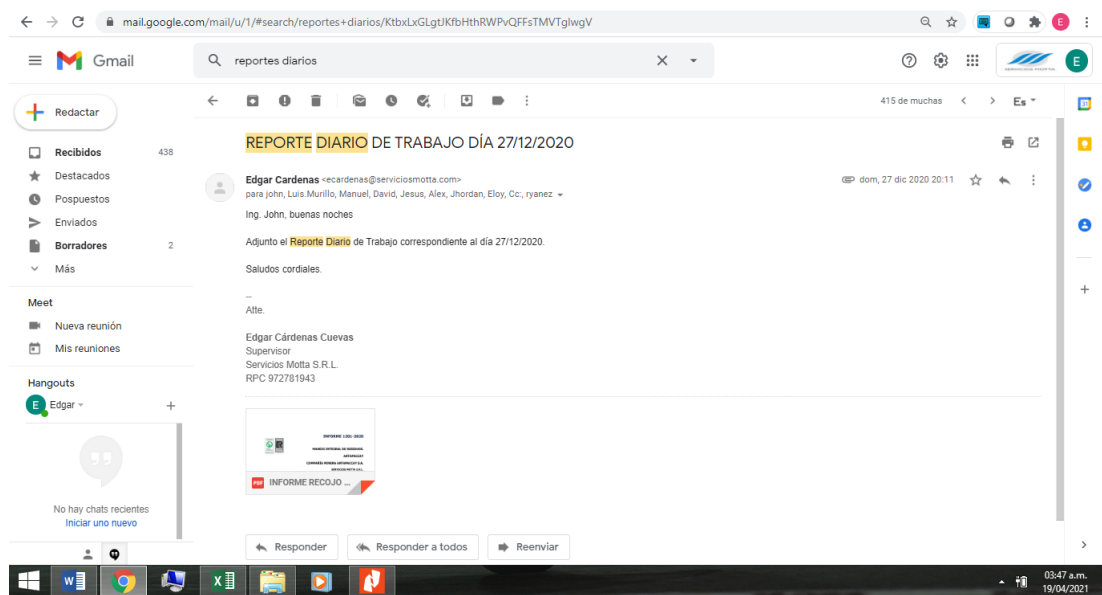 mail.google.com/mail/u/1/#search/reportes+diarios/KtbxLxGLgtJKfbHthRWPvQFFsTMVTglwgV
E
Gmail
reportes diarios
E
Redactar
415 de muchas
Es
REPORTE DIARIO DE TRABAJO DÍA 27/12/2020
Recibidos 438
Destacados
Pospuestos
Enviados
Borradores 2
Más
Edgar Cardenas <ecardenas@serviciosmotta.com>
dom, 27 dic 2020 20:11
para john, Luis.Murillo, Manuel, David, Jesus, Alex, Jhordan, Eloy, Cc:, ryanez
Ing. John, buenas noches
Adjunto el Reporte Diario de Trabajo correspondiente al día 27/12/2020.
Saludos cordiales.
--
Atte.
Edgar Cárdenas Cuevas
Supervisor
Servicios Motta S.R.L.
RPC 972781943
Meet
Nueva reunión
Mis reuniones
Hangouts
E Edgar
No hay chats recientes
Iniciar uno nuevo
PDF INFORME RECOJO ...
Responder
Responder a todos
Reenviar
03:47 a.m.
19/04/2021